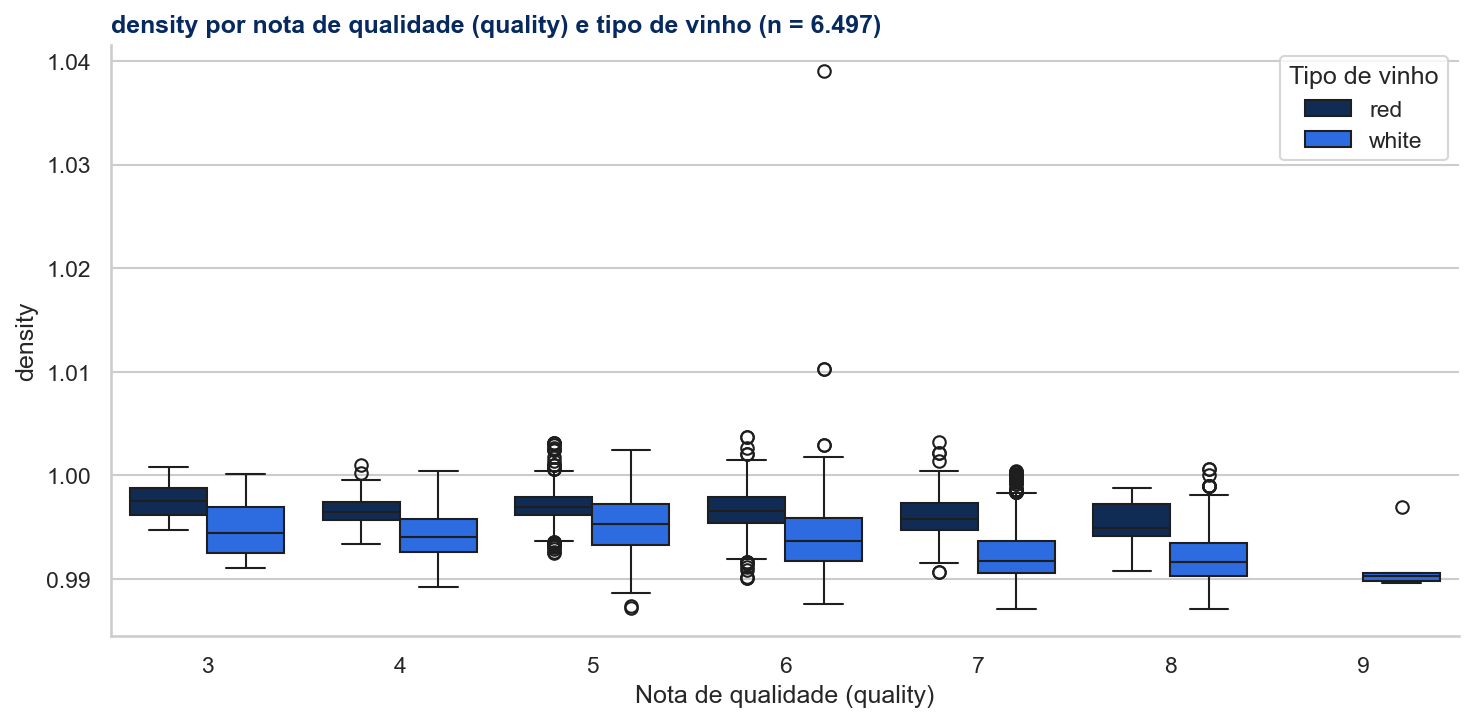 density por nota de qualidade (quality) e tipo de vinho (n = 6.497)
Tipo de vinho
red
white
density
1.04
1.03
1.02
1.01
1.00
0.99
3 4 5 6 7 8 9
Nota de qualidade (quality)